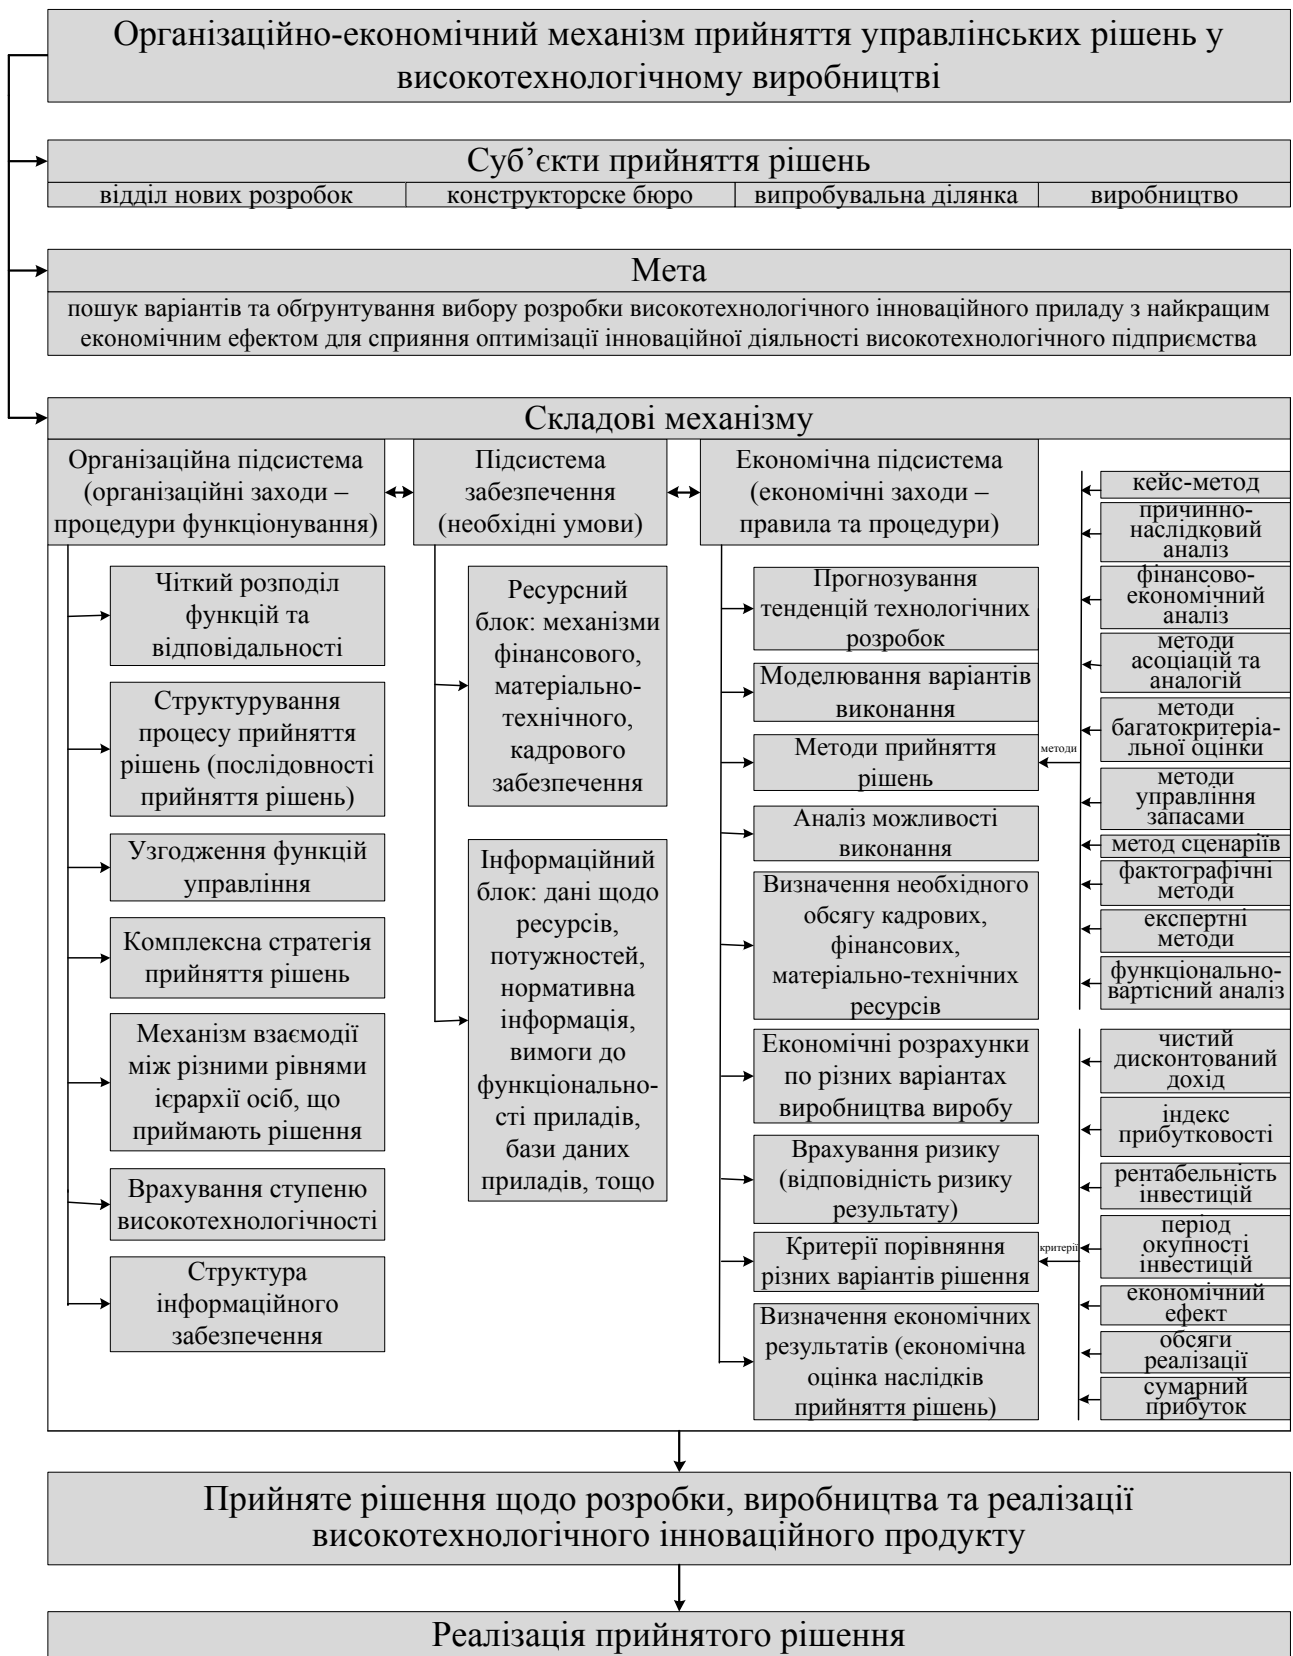 Організаційно-економічний механізм прийняття управлінських рішень у
високотехнологічному виробництві
Суб’єкти прийняття рішень
відділ нових розробок
конструкторске бюро
випробувальна ділянка
виробництво
Мета
пошук варіантів та обґрунтування вибору розробки високотехнологічного інноваційного приладу з найкращим
економічним ефектом для сприяння оптимізації інноваційної діяльності високотехнологічного підприємства
Складові механізму
Організаційна підсистема
(організаційні заходи –
процедури функціонування)
Чіткий розподіл
функцій та
відповідальності
Структурування
процесу прийняття
рішень (послідовності
прийняття рішень)
Узгодження функцій
управління
Комплексна стратегія
прийняття рішень
Механізм взаємодії
між різними рівнями
ієрархії осіб, що
приймають рішення
Врахування ступеню
високотехнологічності
Структура
інформаційного
забезпечення
Підсистема
забезпечення
(необхідні умови)
Ресурсний
блок: механізми
фінансового,
матеріально-
технічного,
кадрового
забезпечення
Інформаційний
блок: дані щодо
ресурсів,
потужностей,
нормативна
інформація,
вимоги до
функціонально-
сті приладів,
бази даних
приладів, тощо
Економічна підсистема
(економічні заходи –
правила та процедури)
Прогнозування
тенденцій технологічних
розробок
Моделювання варіантів
виконання
Методи прийняття
рішень
Аналіз можливості
виконання
Визначення необхідного
обсягу кадрових,
фінансових,
матеріально-технічних
ресурсів
Економічні розрахунки
по різних варіантах
виробництва виробу
Врахування ризику
(відповідність ризику
результату)
Критерії порівняння
різних варіантів рішення
Визначення економічних
результатів (економічна
оцінка наслідків
прийняття рішень)
методи
кейс-метод
причинно-
наслідковий
аналіз
фінансово-
економічний
аналіз
методи
асоціацій та
аналогій
методи
багатокритеріа-
льної оцінки
методи
управління
запасами
метод сценаріїв
фактографічні
методи
експертні
методи
функціонально-
вартісний аналіз
критерії
чистий
дисконтований
дохід
індекс
прибутковості
рентабельність
інвестицій
період
окупності
інвестицій
економічний
ефект
обсяги
реалізації
сумарний
прибуток
Прийняте рішення щодо розробки, виробництва та реалізації
високотехнологічного інноваційного продукту
Реалізація прийнятого рішення